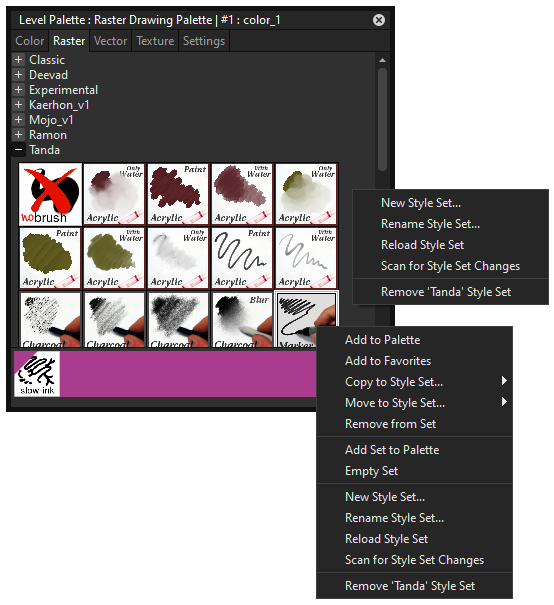 Level Palette : Raster Drawing Palette | #1 : color_1
Color Raster Vector Texture Settings
Classic
Deevad
Experimental
Kaerhon_v1
Mojo_v1
Ramon
Tanda
nobrush
Only Water
Acrylic
Paint
Acrylic
With Water
Acrylic
Only Water
Acrylic
Paint
Acrylic
With Water
Acrylic
Only Water
Acrylic
Paint
Acrylic
With Water
Acrylic
Charcoal
Charcoal
Charcoal
Blur
Charcoal
Marker
slow ink
New Style Set...
Rename Style Set...
Reload Style Set
Scan for Style Set Changes
Remove 'Tanda' Style Set
Add to Palette
Add to Favorites
Copy to Style Set...
Move to Style Set...
Remove from Set
Add Set to Palette
Empty Set
New Style Set...
Rename Style Set...
Reload Style Set
Scan for Style Set Changes
Remove 'Tanda' Style Set